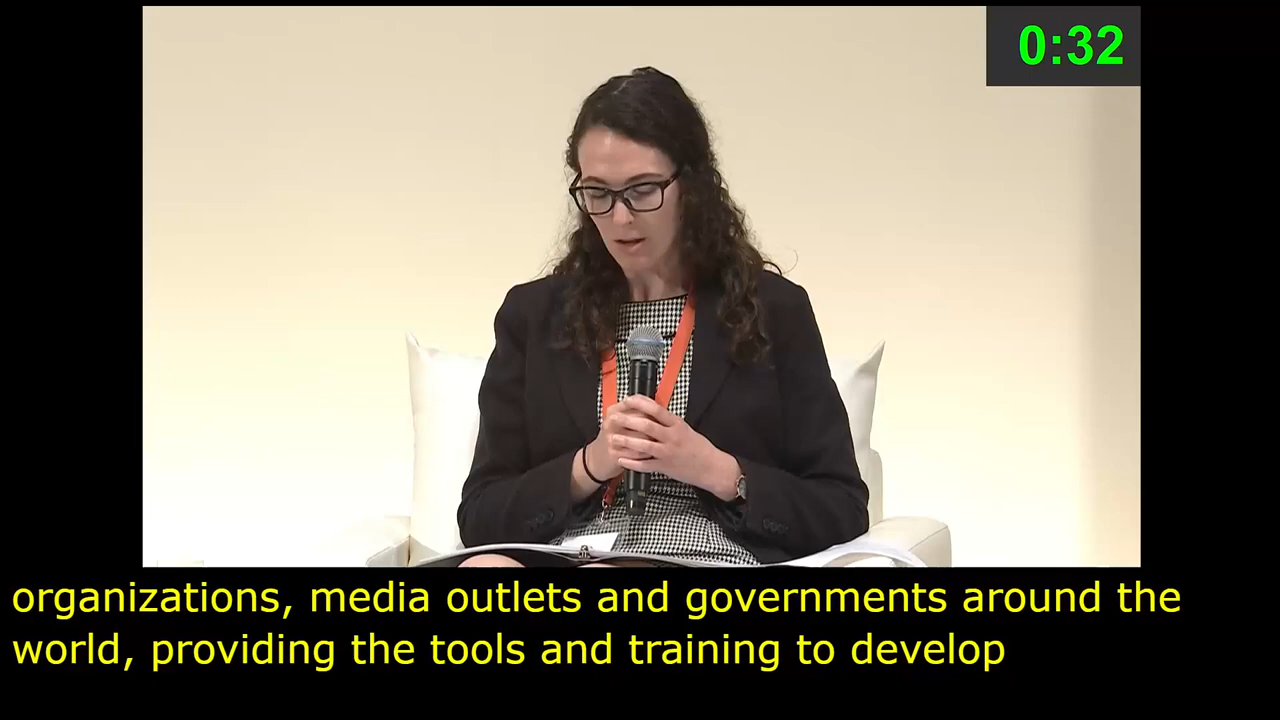 0:32
organizations, media outlets and governments around the
world, providing the tools and training to develop